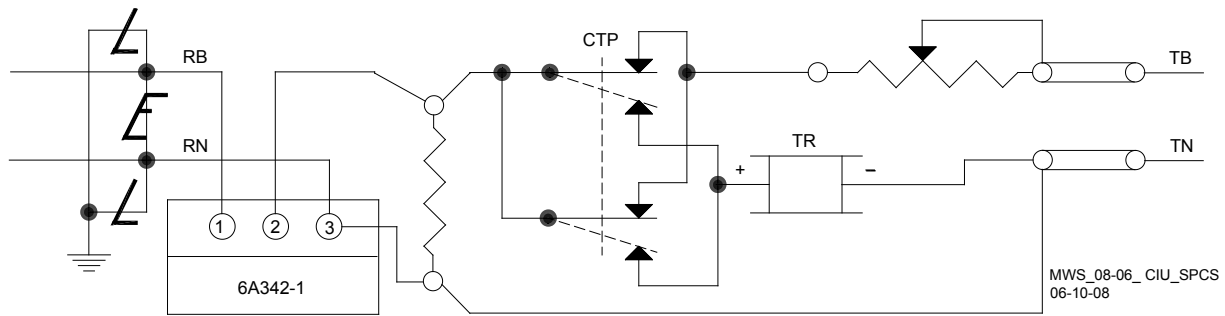 CTP
RB
TB
RN
TR
TN
+
−
1
2
3
6A342-1
MWS_08-06_ CIU_SPCS
06-10-08